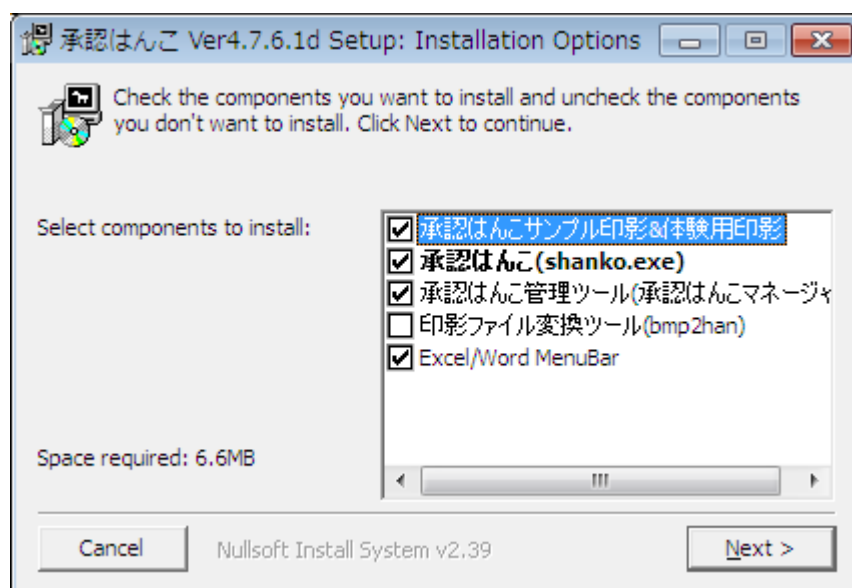 承認はんこ Ver4.7.6.1d Setup: Installation Options
Check the components you want to install and uncheck the components
you don't want to install. Click Next to continue.
Select components to install:
承認はんこサンプル印影&体験用印影
承認はんこ(shanko.exe)
承認はんこ管理ツール(承認はんこマネージャ
印影ファイル変換ツール(bmp2han)
Excel/Word MenuBar
Space required: 6.6MB
Cancel
Nullsoft Install System v2.39
Next >